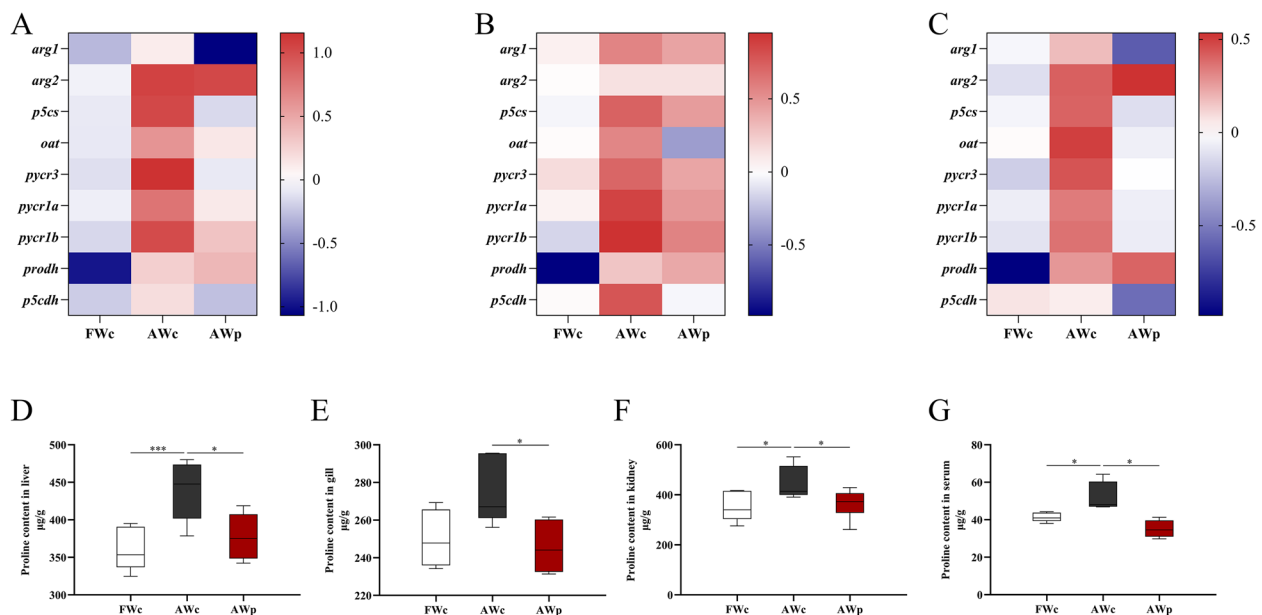 A
arg1
arg2
p5cs
oat
pycr3
pycr1a
pycr1b
prodh
p5cdh
FWc AWc AWp
1.0
0.5
0
-0.5
-1.0
B
arg1
arg2
p5cs
oat
pycr3
pycr1a
pycr1b
prodh
p5cdh
FWc AWc AWp
0.5
0
-0.5
C
arg1
arg2
p5cs
oat
pycr3
pycr1a
pycr1b
prodh
p5cdh
FWc AWc AWp
0.5
0
-0.5
D
Proline content in liver
μg/g
500
450
400
350
300
*** *
FWc AWc AWp
E
Proline content in gill
μg/g
300
280
260
240
220
*
FWc AWc AWp
F
Proline content in kidney
μg/g
600
400
200
0
* *
FWc AWc AWp
G
Proline content in serum
μg/g
80
60
40
20
0
* *
FWc AWc AWp